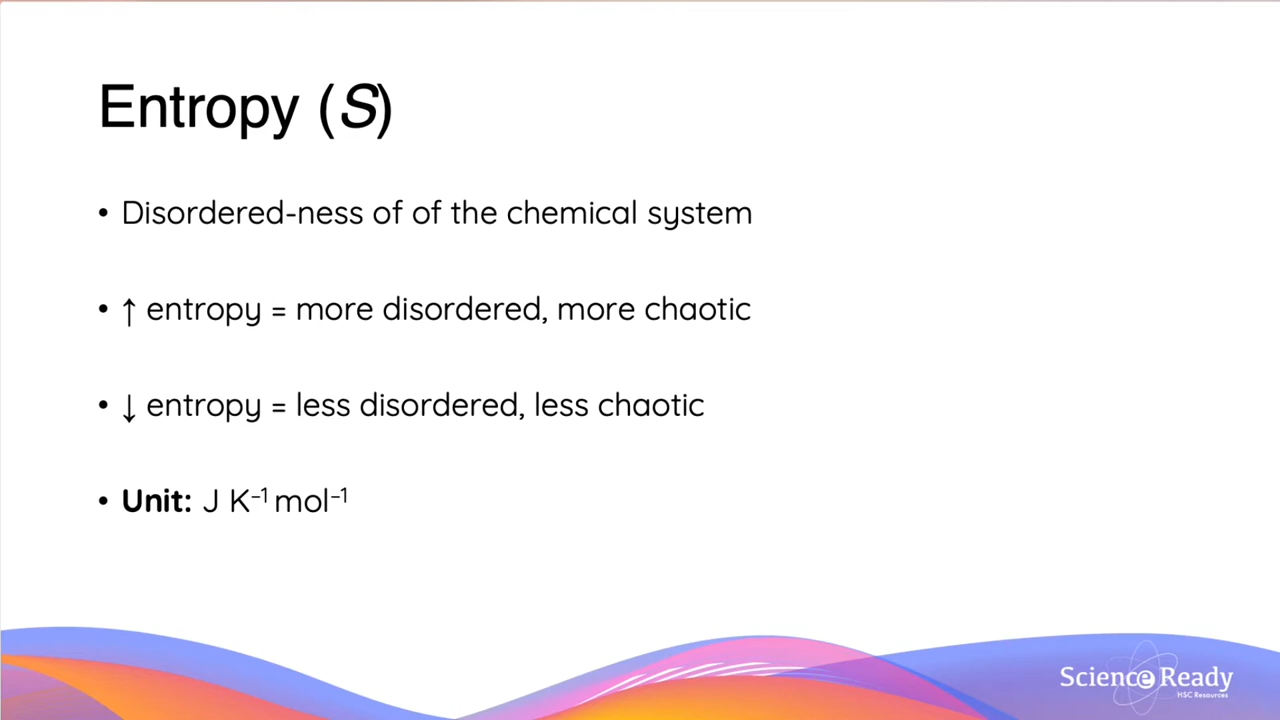 Entropy (S)
• Disordered-ness of of the chemical system
• ↑ entropy = more disordered, more chaotic
• ↓ entropy = less disordered, less chaotic
• Unit: J K⁻¹ mol⁻¹
Science Ready
HSC Resources